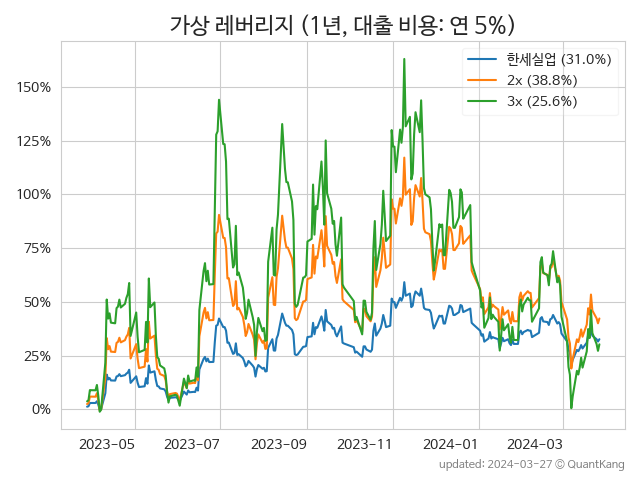 가상 레버리지 (1년, 대출 비용: 연 5%)
한세실업 (31.0%)
2x (38.8%)
3x (25.6%)
150%
125%
100%
75%
50%
25%
0%
2023-05
2023-07
2023-09
2023-11
2024-01
2024-03
updated: 2024-03-27 © QuantKang